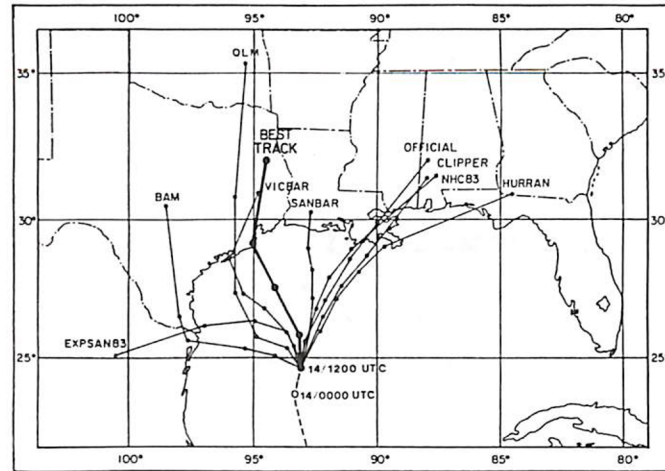 100° 95° 90° 85° 80°
QLM
35° 35°
BEST
TRACK
OFFICIAL
CLIPPER
VICBAR
NHC83
BAM
SANBAR
HURRAN
30° 30°
EXPSAN83
25° 25°
14/1200 UTC
14/0000 UTC
100° 95° 90° 85° 80°